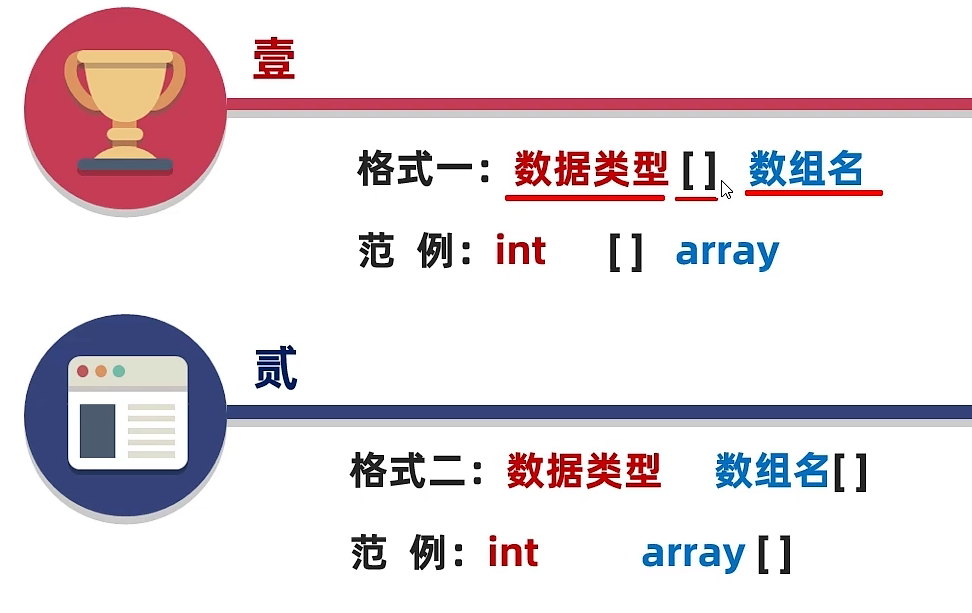 壹
格式一：数据类型 [ ] 数组名
范 例：int [ ] array
贰
格式二：数据类型 数组名[ ]
范 例：int array [ ]